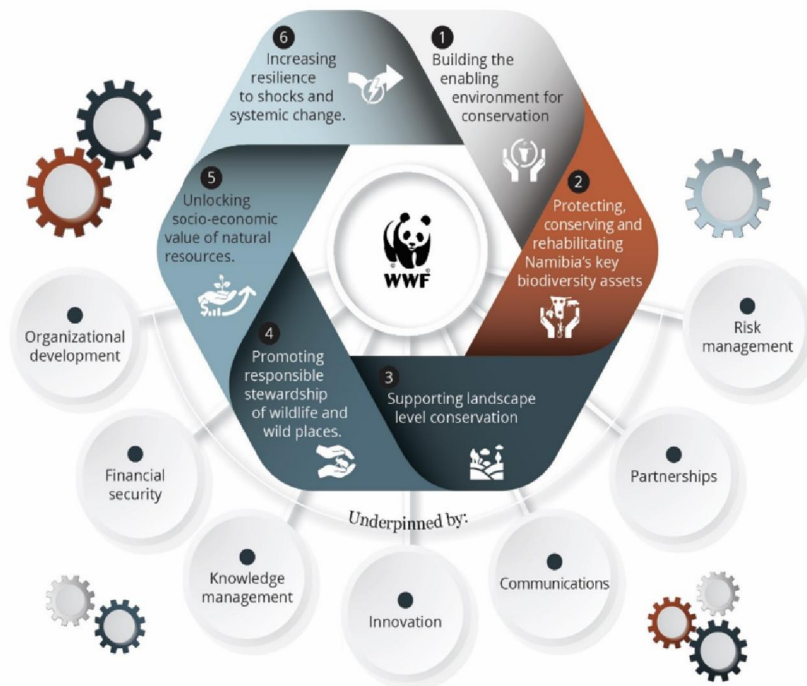 6
Increasing
resilience
to shocks and
systemic change.
1
Building the
enabling
environment for
conservation
2
Protecting,
conserving and
rehabilitating
Namibia's key
biodiversity assets
3
Supporting landscape
level conservation
4
Promoting
responsible
stewardship
of wildlife and
wild places.
5
Unlocking
socio-economic
value of natural
resources.
®
WWF
Underpinned by:
Organizational
development
Financial
security
Knowledge
management
Innovation
Communications
Partnerships
Risk
management